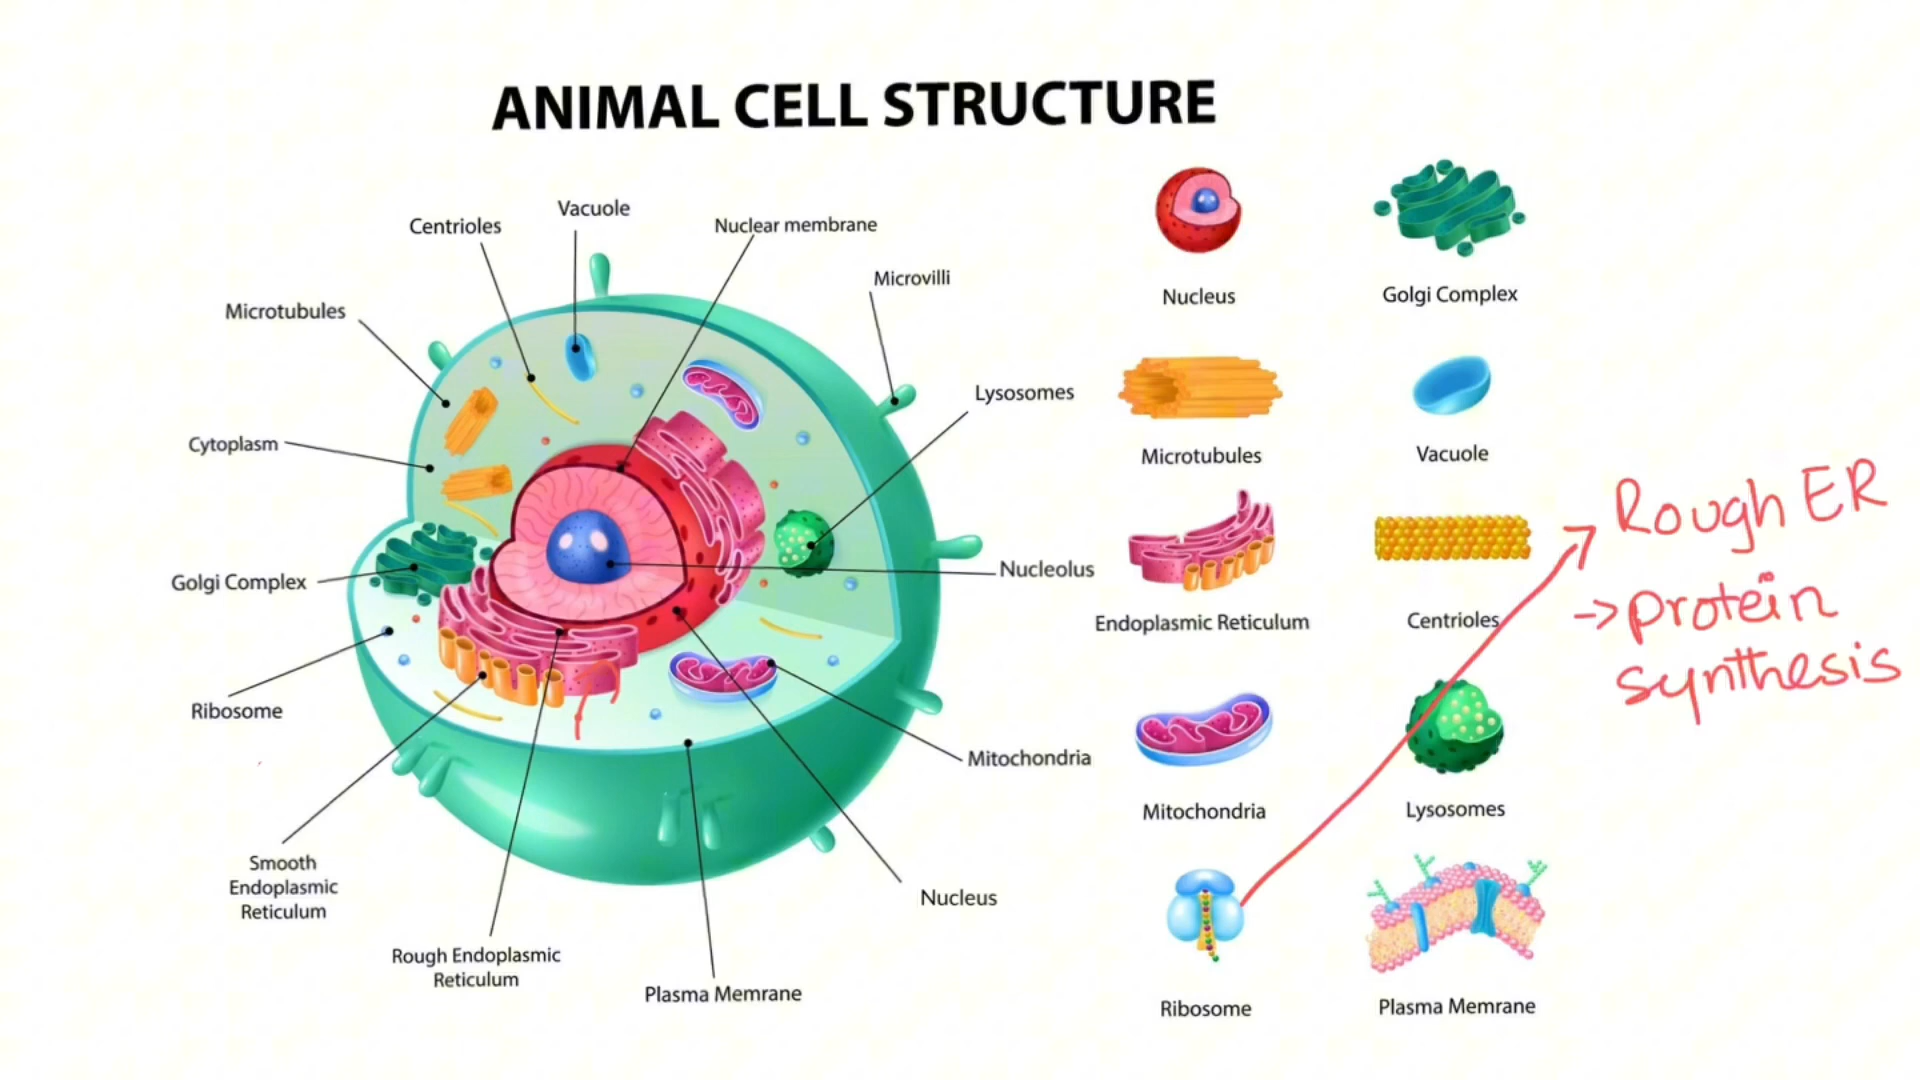 ANIMAL CELL STRUCTURE
Vacuole
Centrioles
Nuclear membrane
Microvilli
Microtubules
Lysosomes
Cytoplasm
Nucleolus
Golgi Complex
Ribosome
Mitochondria
Smooth
Endoplasmic
Reticulum
Nucleus
Rough Endoplasmic
Reticulum
Plasma Memrane
Nucleus
Golgi Complex
Microtubules
Vacuole
Endoplasmic Reticulum
Centrioles
Mitochondria
Lysosomes
Ribosome
Plasma Memrane
Rough ER
→ protein
synthesis